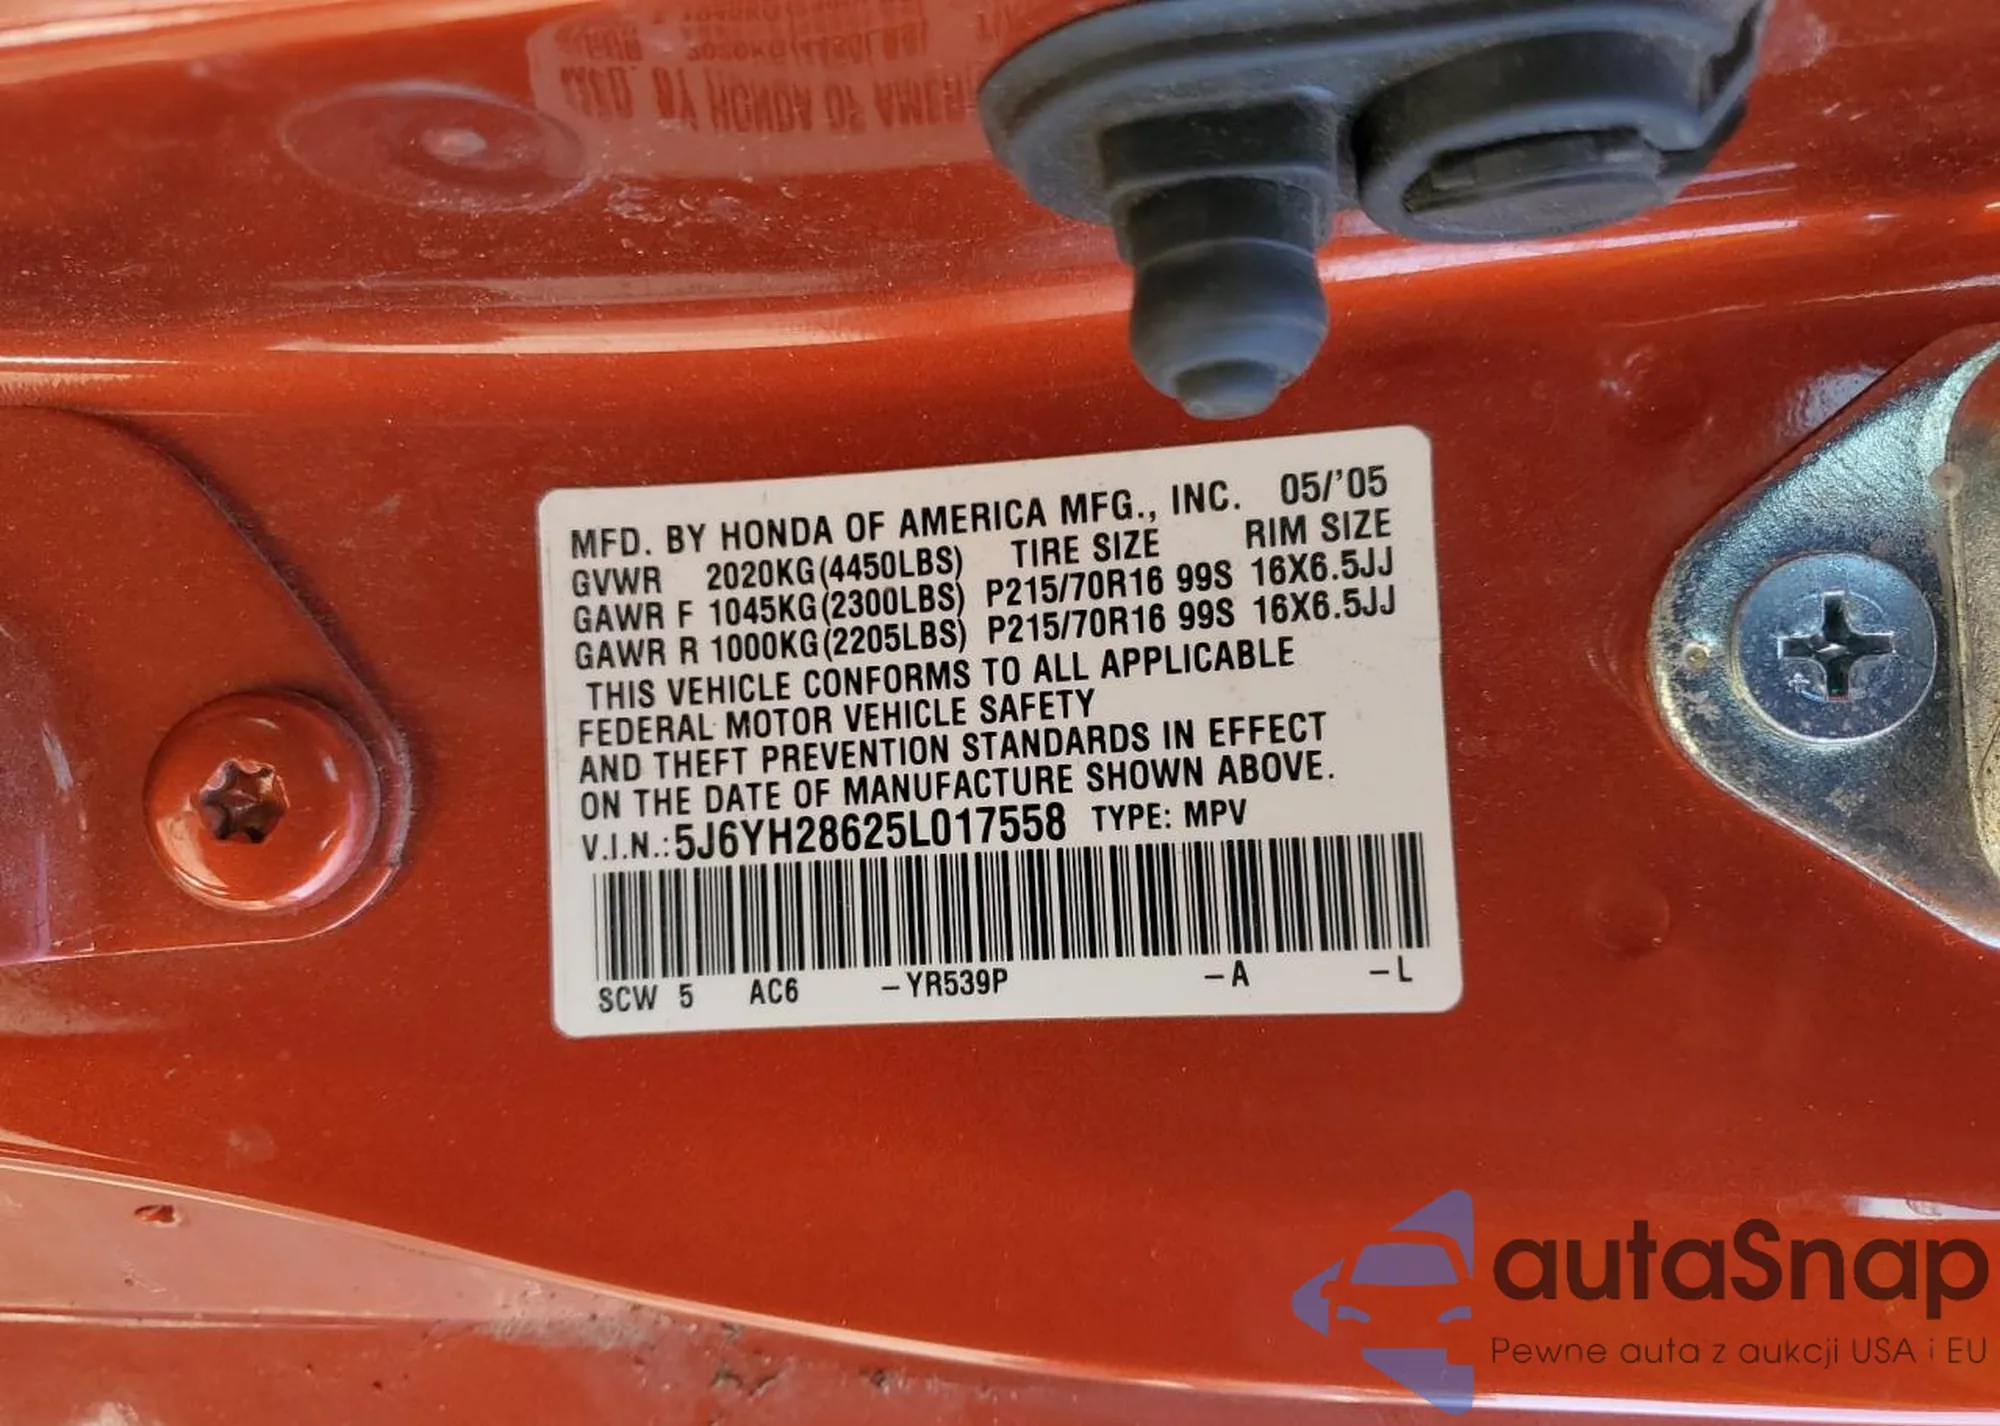 MFD. BY HONDA OF AMERICA MFG., INC. 05/'05
GVWR 2020KG(4450LBS) TIRE SIZE RIM SIZE
GAWR F 1045KG(2300LBS) P215/70R16 99S 16X6.5JJ
GAWR R 1000KG(2205LBS) P215/70R16 99S 16X6.5JJ
THIS VEHICLE CONFORMS TO ALL APPLICABLE
FEDERAL MOTOR VEHICLE SAFETY
AND THEFT PREVENTION STANDARDS IN EFFECT
ON THE DATE OF MANUFACTURE SHOWN ABOVE.
V.I.N.: 5J6YH28625L017558 TYPE: MPV
SCW 5 AC6 –YR539P –A –L
autaSnap
Pewne auta z aukcji USA i EU